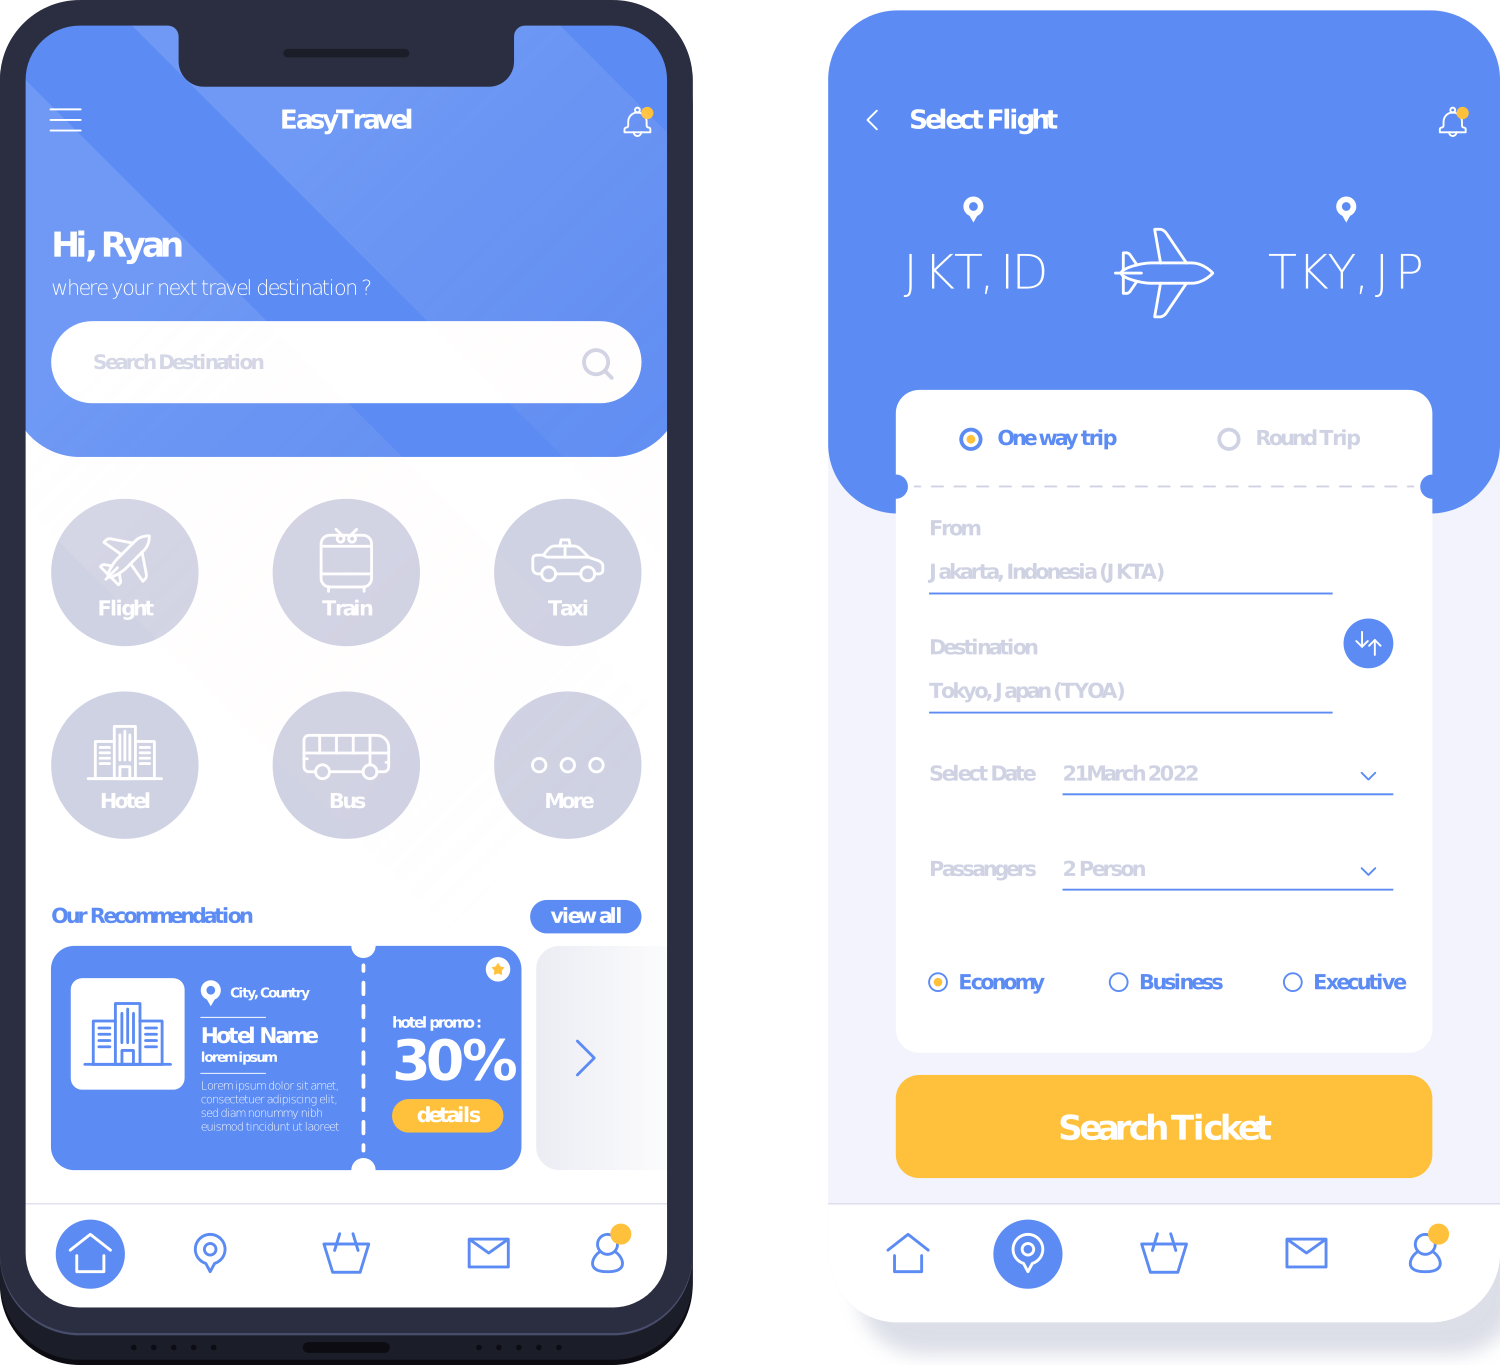 EasyTravel
Hi, Ryan
where your next travel destination ?
Search Destination
Flight
Train
Taxi
Hotel
Bus
More
Our Recommendation
view all
City, Country
Hotel Name
lorem ipsum
Lorem ipsum dolor sit amet,
consectetuer adipiscing elit,
sed diam nonummy nibh
euismod tincidunt ut laoreet
hotel promo :
30%
details
Select Flight
JKT, ID
TKY, JP
One way trip
Round Trip
From
Jakarta, Indonesia (JKTA)
Destination
Tokyo, Japan (TYOA)
Select Date
21March 2022
Passangers
2 Person
Economy
Business
Executive
Search Ticket